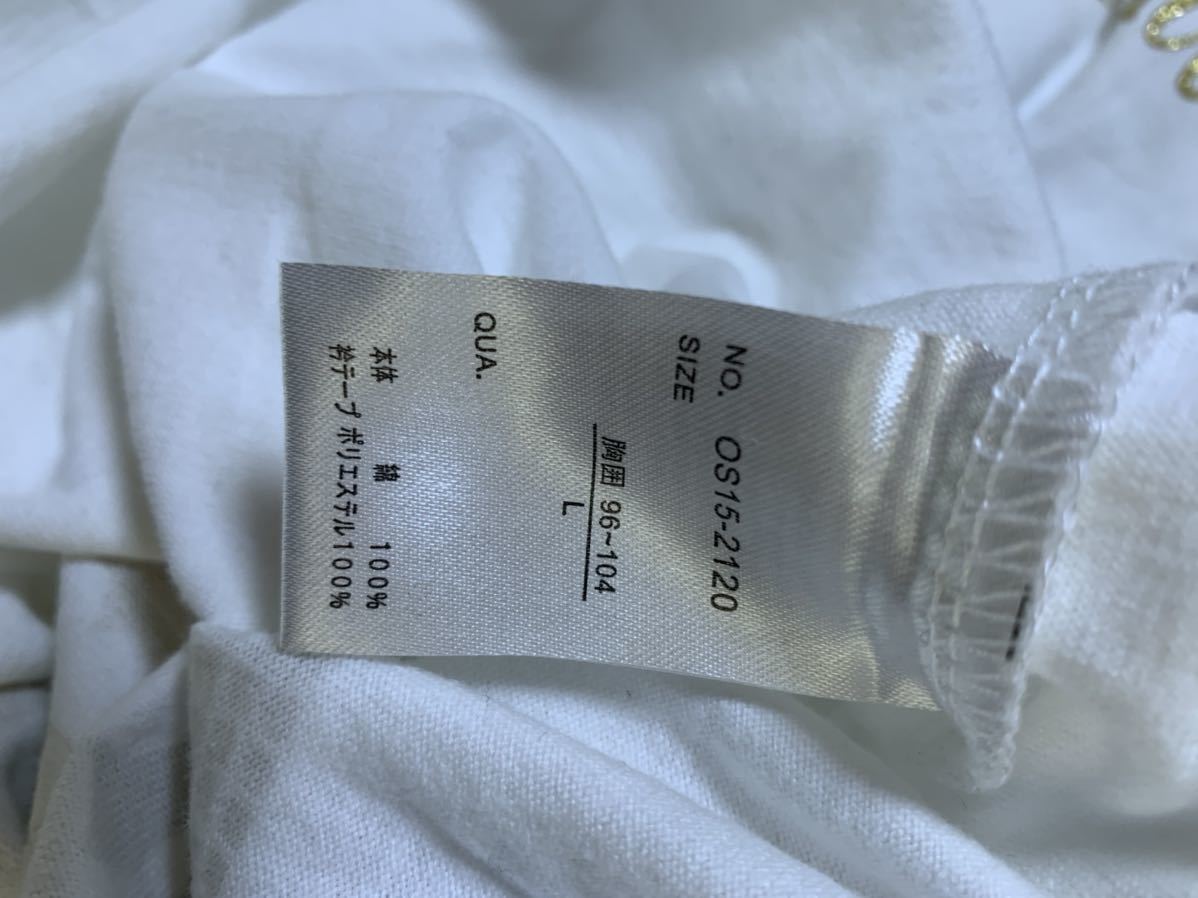 NO. OS15-2120
SIZE
胸囲 96~104
L
QUA.
本体 綿 100%
衿テープ ポリエステル100%